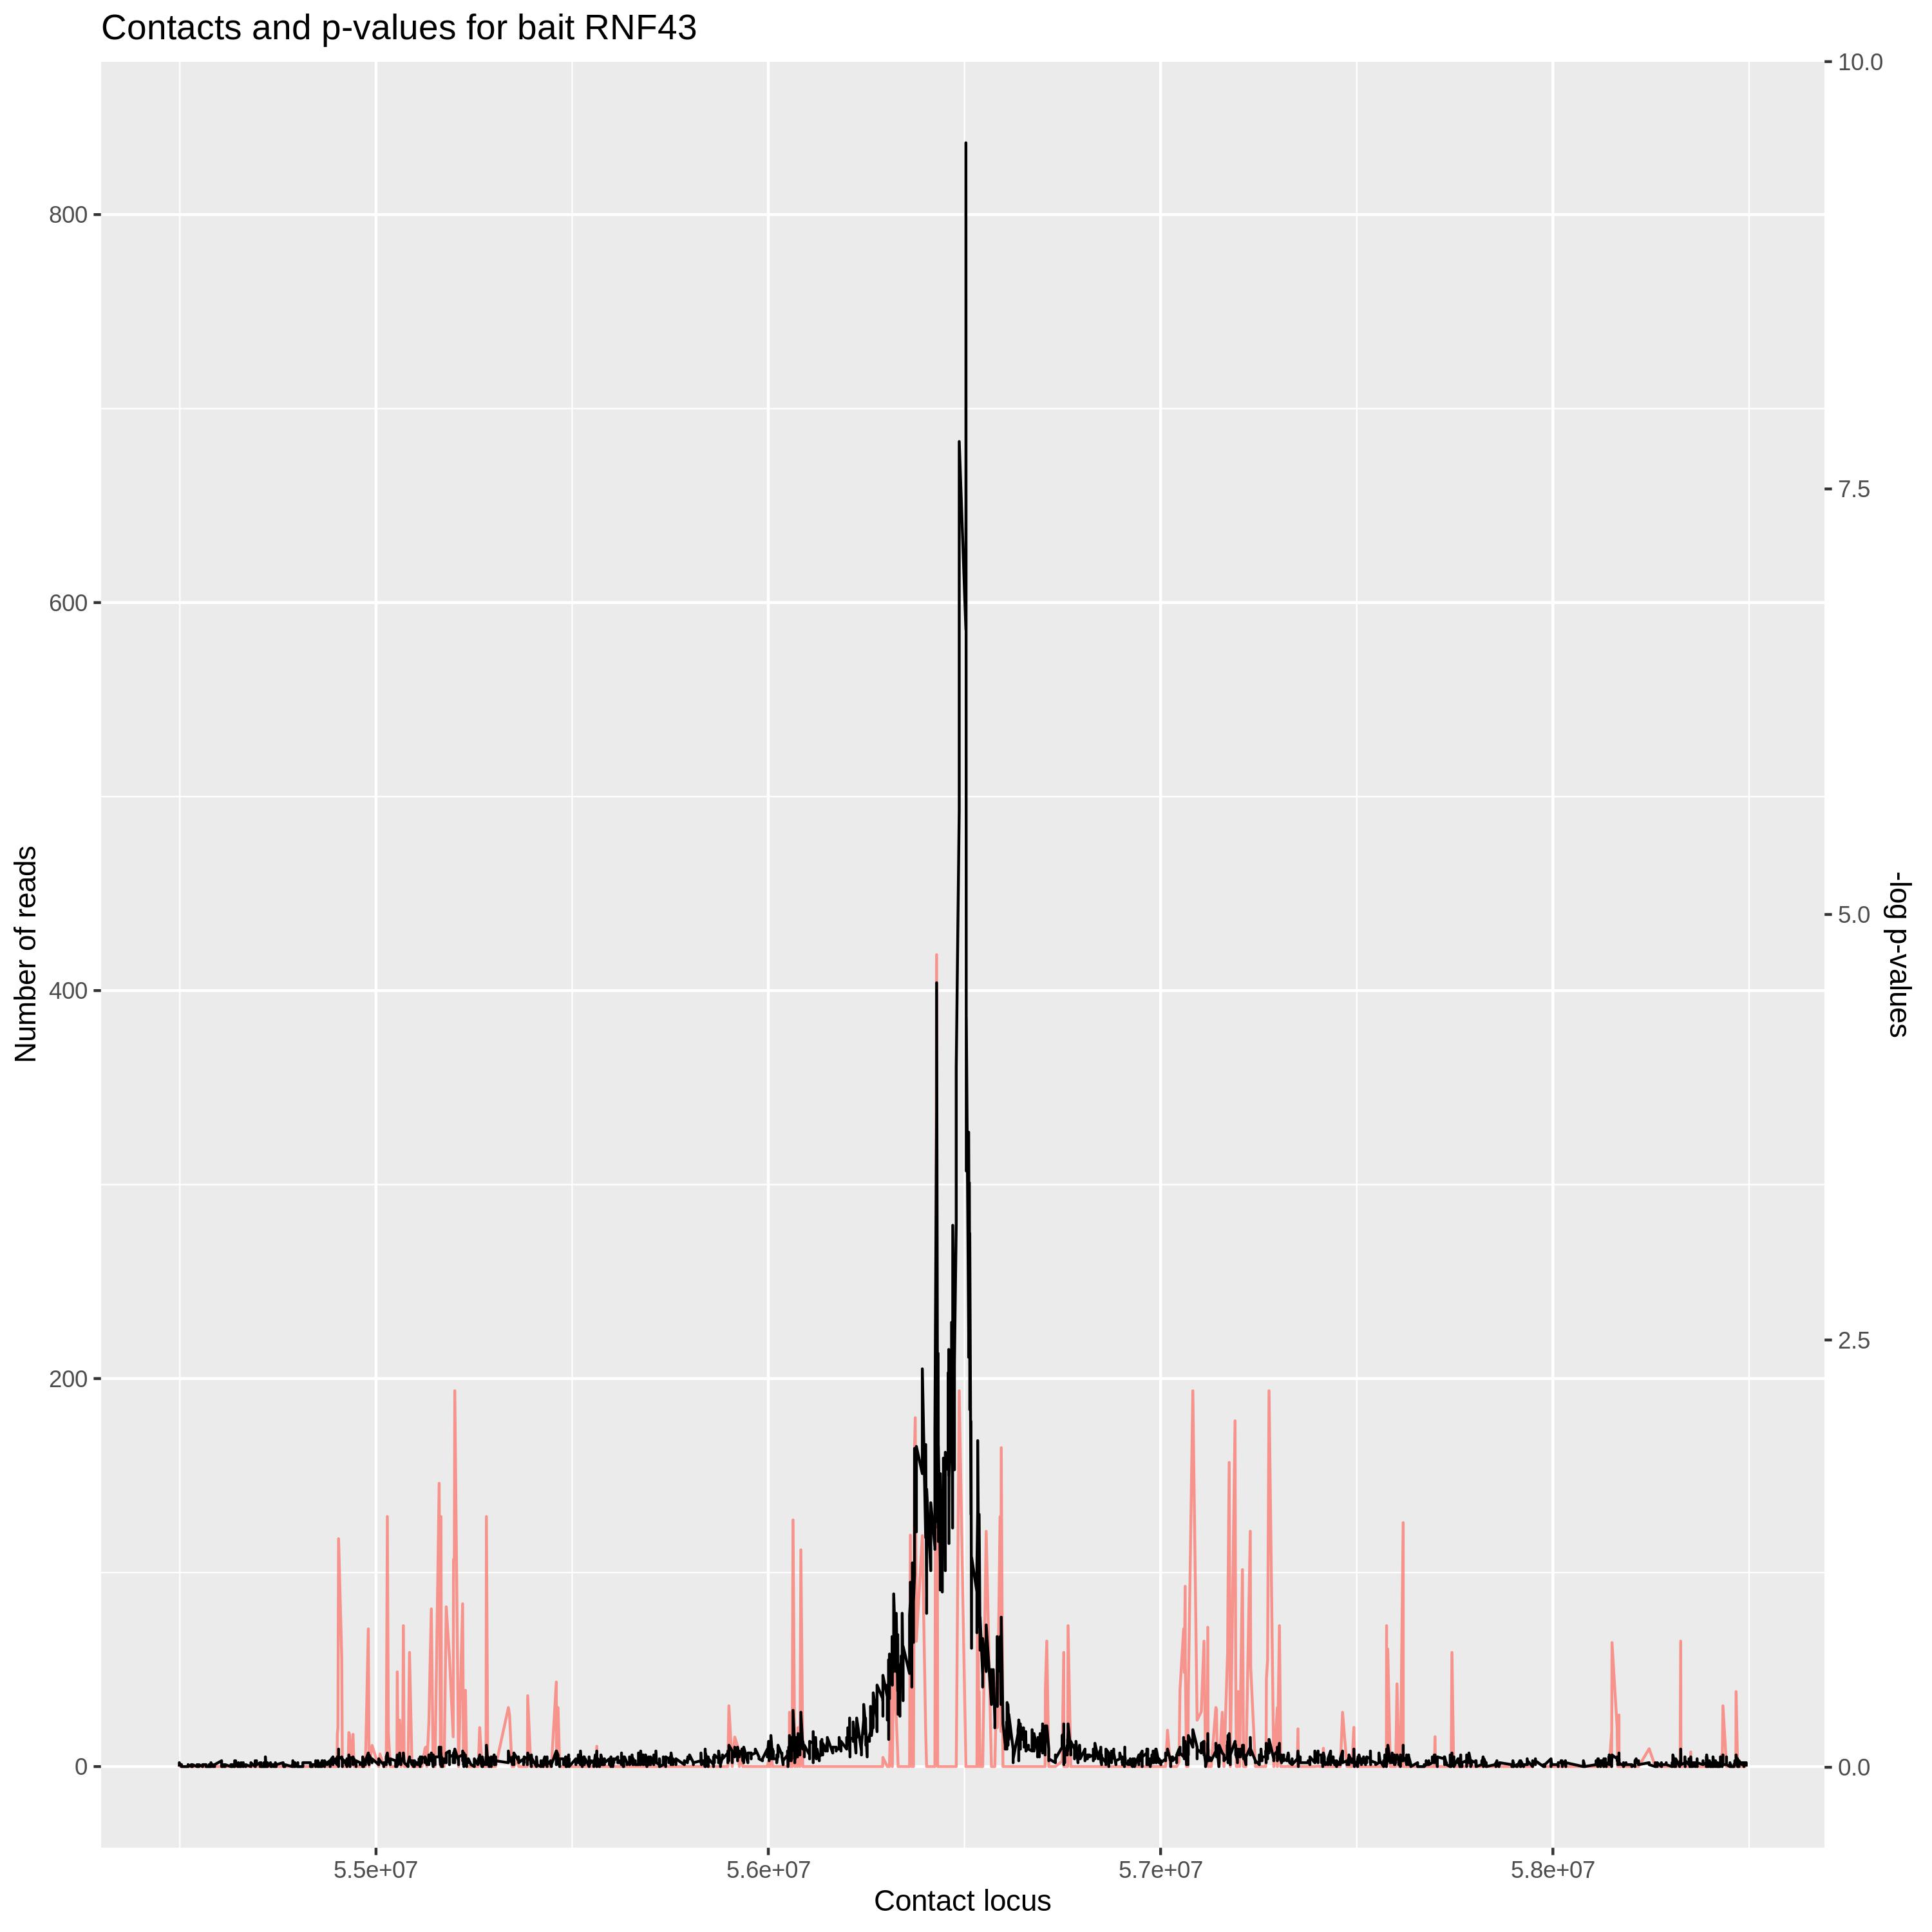 Contacts and p-values for bait RNF43
10.0
800
7.5
600
Number of reads
-log p-values
5.0
400
2.5
200
0
0.0
5.5e+07
5.6e+07
5.7e+07
5.8e+07
Contact locus